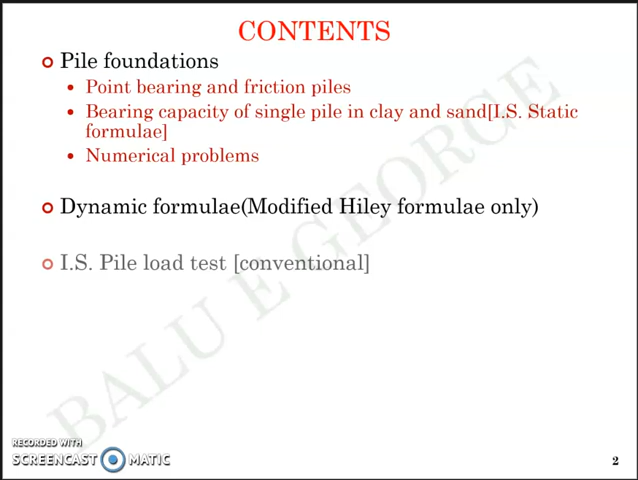 CONTENTS
Pile foundations
Point bearing and friction piles
Bearing capacity of single pile in clay and sand[I.S. Static
formulae]
Numerical problems
Dynamic formulae(Modified Hiley formulae only)
I.S. Pile load test [conventional]
BALU E GEORGE
RECORDED WITH
SCREENCAST MATIC
2